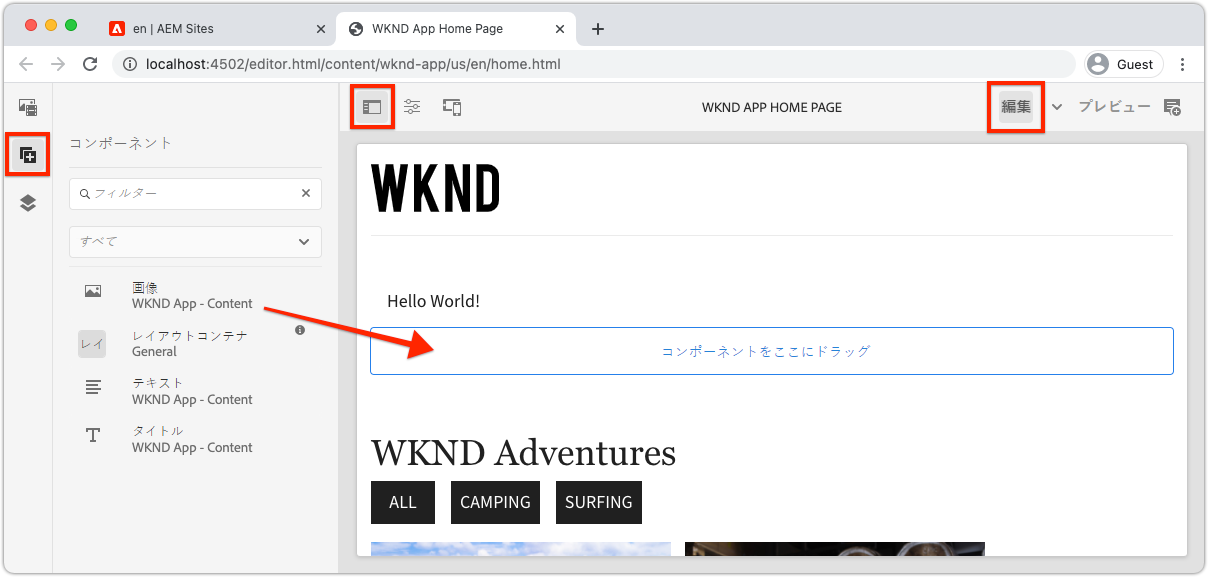 en | AEM Sites
WKND App Home Page
localhost:4502/editor.html/content/wknd-app/us/en/home.html
Guest
WKND APP HOME PAGE
編集
プレビュー
コンポーネント
フィルター
すべて
画像
WKND App - Content
レイ
レイアウトコンテナ
General
テキスト
WKND App - Content
タイトル
WKND App - Content
WKND
Hello World!
コンポーネントをここにドラッグ
WKND Adventures
ALL
CAMPING
SURFING